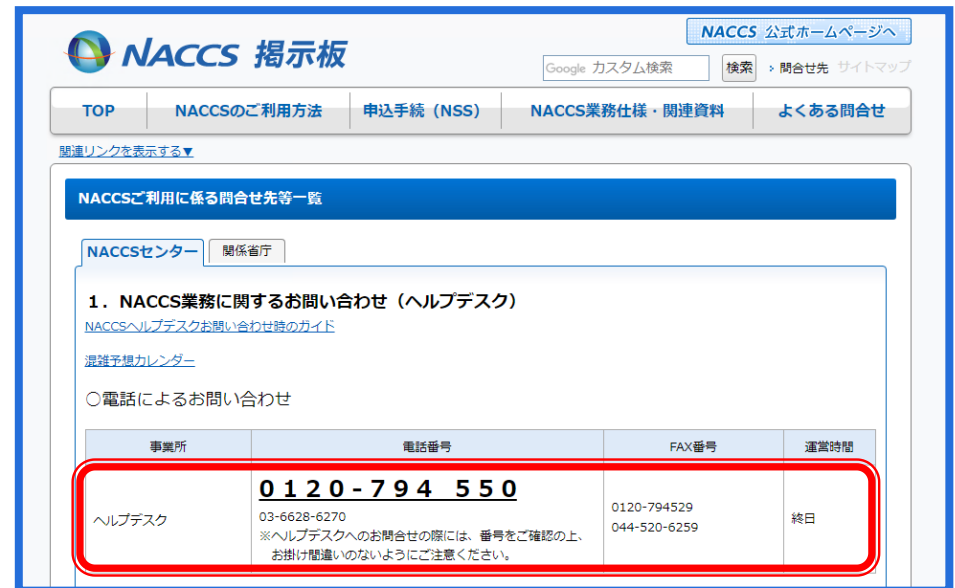 NACCS 公式ホームページへ
NACCS 掲示板
Google カスタム検索 検索 › 問合せ先 サイトマップ
TOP NACCSのご利用方法 申込手続（NSS） NACCS業務仕様・関連資料 よくある問合せ
関連リンクを表示する▼
NACCSご利用に係る問合せ先等一覧
NACCSセンター 関係省庁
１．NACCS業務に関するお問い合わせ（ヘルプデスク）
NACCSヘルプデスクお問い合わせ時のガイド
混雑予想カレンダー
○電話によるお問い合わせ
事業所 電話番号 FAX番号 運営時間
ヘルプデスク
0120-794 550
03-6628-6270
※ヘルプデスクへのお問合せの際には、番号をご確認の上、
お掛け間違いのないようにご注意ください。
0120-794529
044-520-6259
終日